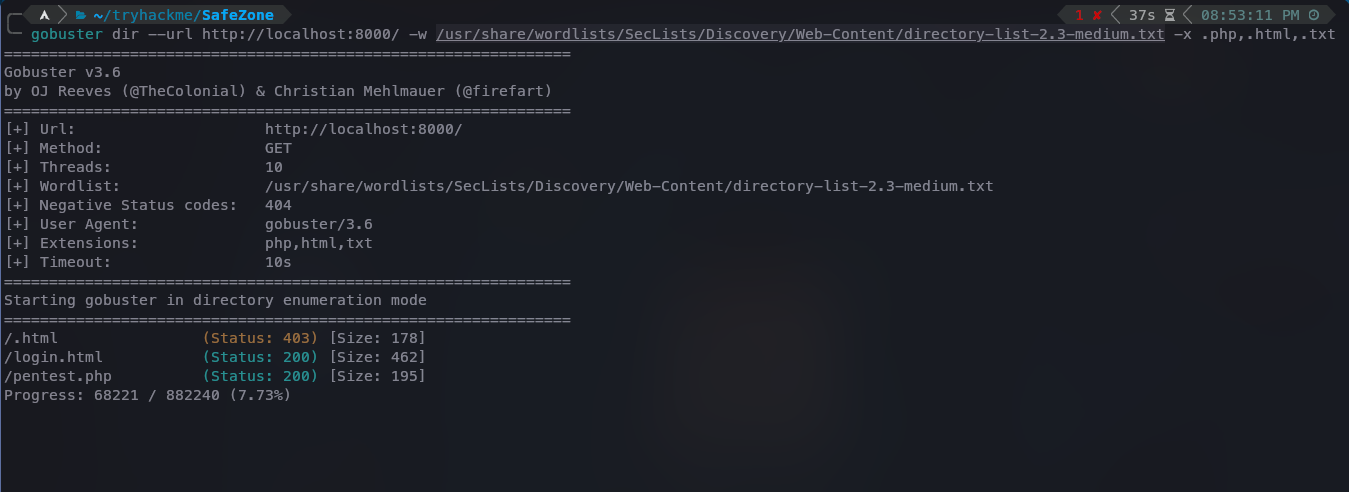 ~/tryhackme/SafeZone 1 ✘ 37s 08:53:11 PM
gobuster dir --url http://localhost:8000/ -w /usr/share/wordlists/SecLists/Discovery/Web-Content/directory-list-2.3-medium.txt -x .php,.html,.txt
===============================================================
Gobuster v3.6
by OJ Reeves (@TheColonial) & Christian Mehlmauer (@firefart)
===============================================================
[+] Url:                     http://localhost:8000/
[+] Method:                  GET
[+] Threads:                 10
[+] Wordlist:                /usr/share/wordlists/SecLists/Discovery/Web-Content/directory-list-2.3-medium.txt
[+] Negative Status codes:   404
[+] User Agent:              gobuster/3.6
[+] Extensions:              php,html,txt
[+] Timeout:                 10s
===============================================================
Starting gobuster in directory enumeration mode
===============================================================
/.html                (Status: 403) [Size: 178]
/login.html           (Status: 200) [Size: 462]
/pentest.php          (Status: 200) [Size: 195]
Progress: 68221 / 882240 (7.73%)